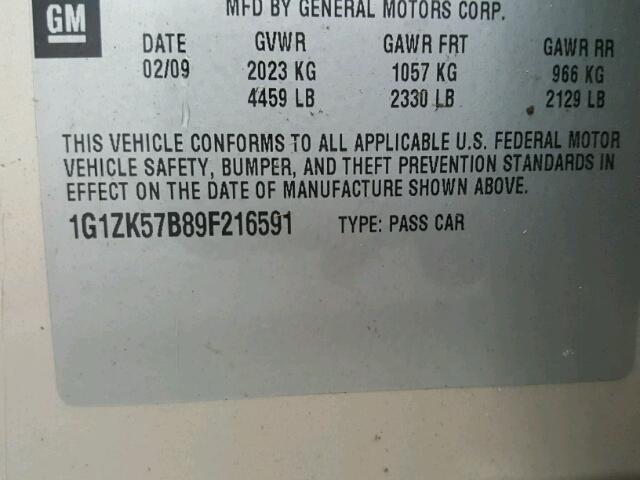 GM
MFD BY GENERAL MOTORS CORP.
DATE GVWR GAWR FRT GAWR RR
02/09 2023 KG 1057 KG 966 KG
4459 LB 2330 LB 2129 LB
THIS VEHICLE CONFORMS TO ALL APPLICABLE U.S. FEDERAL MOTOR
VEHICLE SAFETY, BUMPER, AND THEFT PREVENTION STANDARDS IN
EFFECT ON THE DATE OF MANUFACTURE SHOWN ABOVE.
1G1ZK57B89F216591 TYPE: PASS CAR